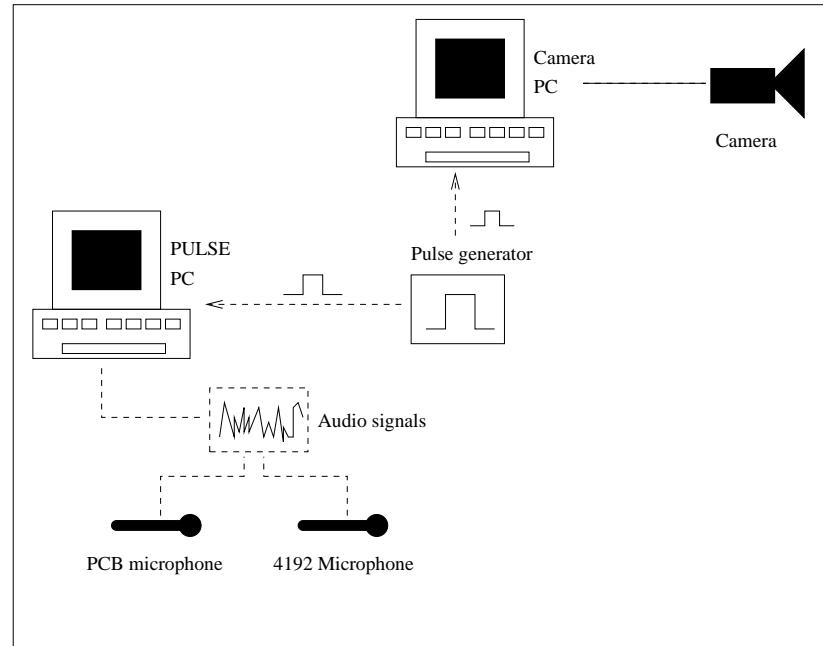 Camera
PC
Camera
Pulse generator
PULSE
PC
Audio signals
PCB microphone
4192 Microphone